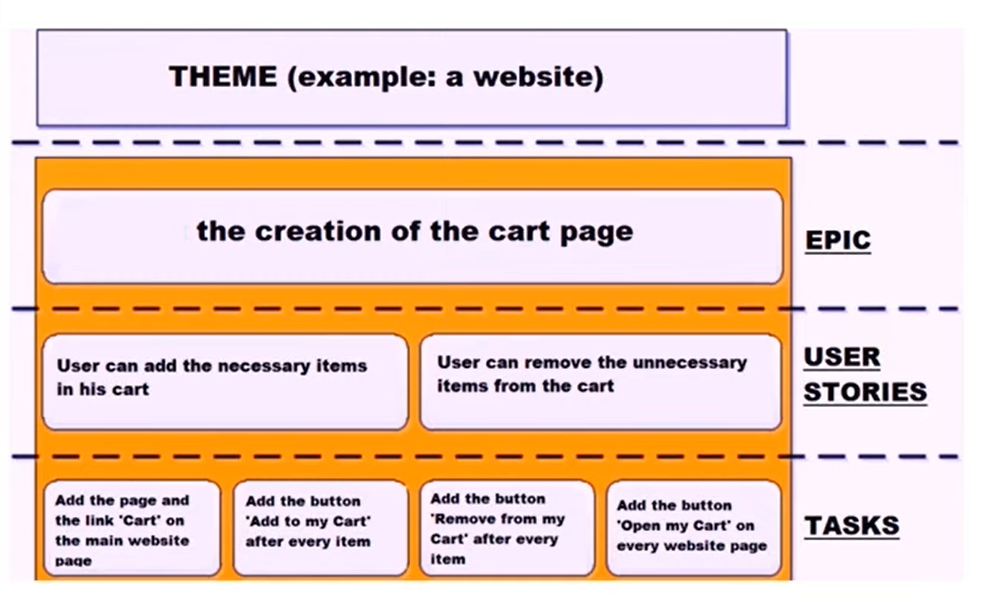 THEME (example: a website)
the creation of the cart page
EPIC
User can add the necessary items
in his cart
User can remove the unnecessary
items from the cart
USER
STORIES
Add the page and
the link 'Cart' on
the main website
page
Add the button
'Add to my Cart'
after every item
Add the button
'Remove from my
Cart' after every
item
Add the button
'Open my Cart' on
every website page
TASKS